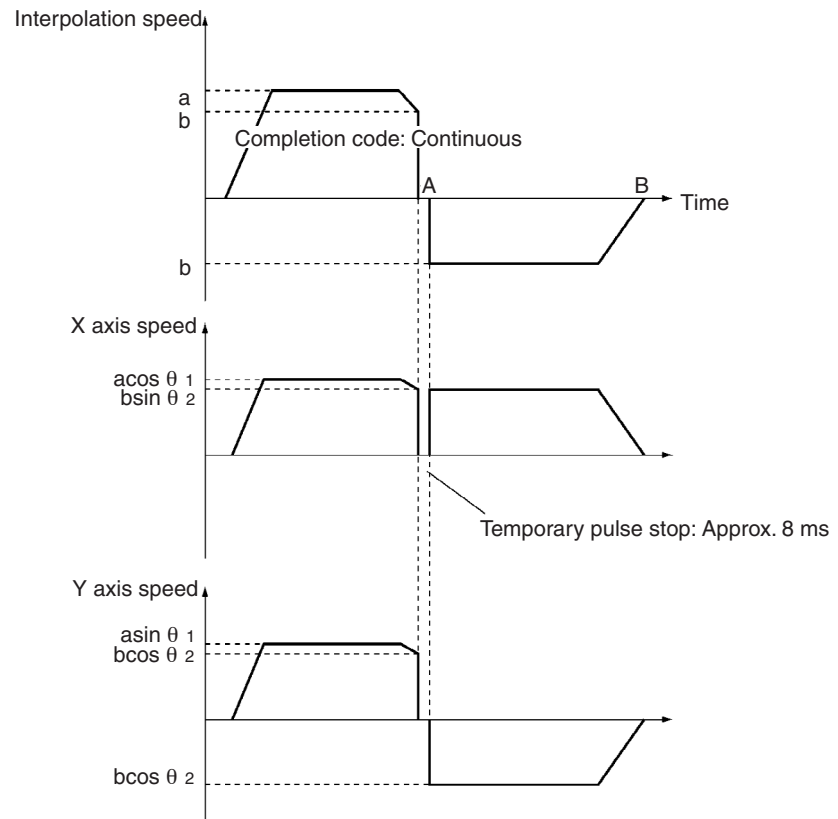 Interpolation speed
a
b
Completion code: Continuous
A
B
Time
b
X axis speed
acos θ 1
bsin θ 2
Temporary pulse stop: Approx. 8 ms
Y axis speed
asin θ 1
bcos θ 2
bcos θ 2